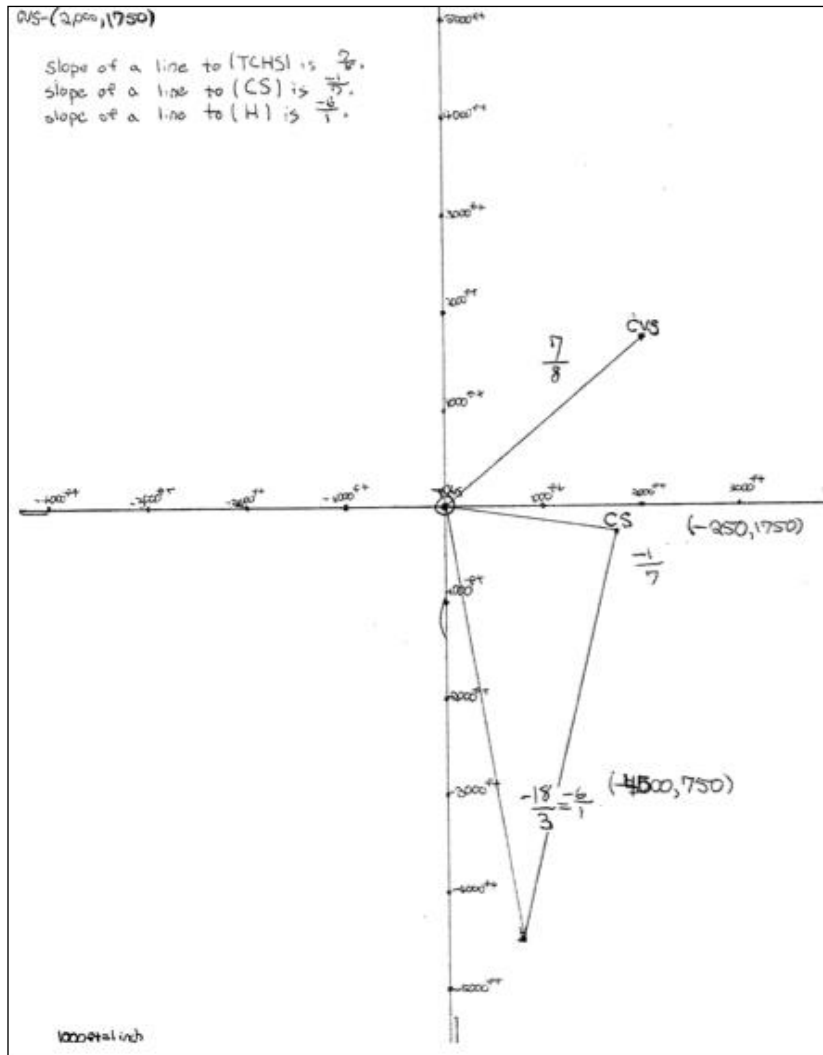 CVS-(2,000,1750)
Slope of a line to (TCHS) is 7/8.
slope of a line to (CS) is -1/7.
slope of a line to (H) is -6/1.
5000ft
4000ft
3000ft
2000ft
CVS
7/8
1000ft
-4000ft
-3000ft
-2000ft
-1000ft
1000ft
2000ft
3000ft
CS
(-250,1750)
-1/7
-1000ft
-2000ft
-3000ft
-18/3=-6/1
(-4500,750)
-4000ft
-5000ft
1000ft=1inch